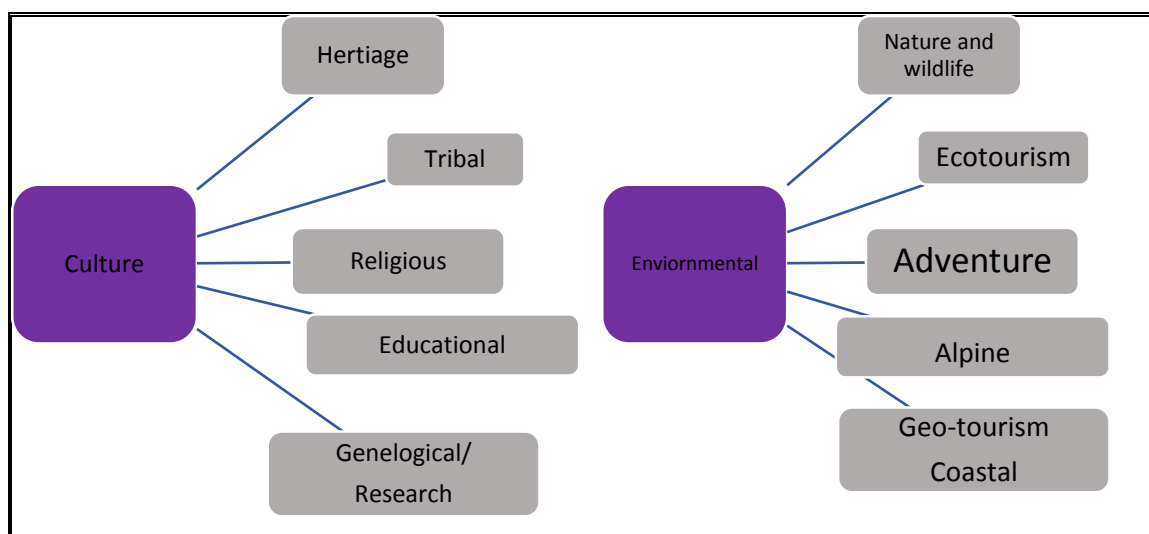 Culture
Hertiage
Tribal
Religious
Educational
Genelogical/
Research
Enviornmental
Nature and
wildlife
Ecotourism
Adventure
Alpine
Geo-tourism
Coastal